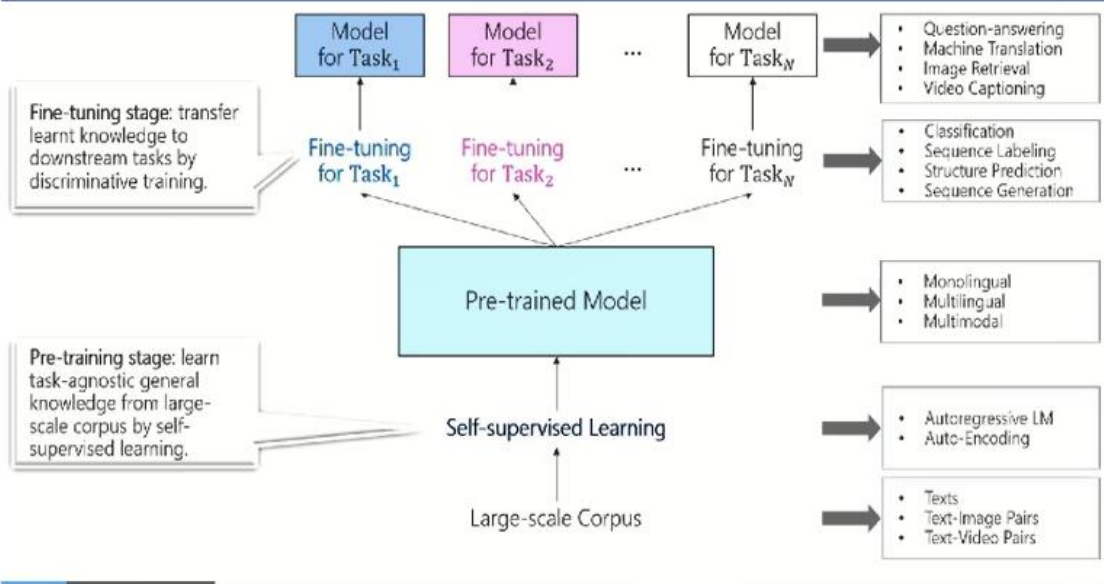 Model
for Task₁
Model
for Task₂
...
Model
for Taskₙ
• Question-answering
• Machine Translation
• Image Retrieval
• Video Captioning
Fine-tuning stage: transfer
learnt knowledge to
downstream tasks by
discriminative training.
Fine-tuning
for Task₁
Fine-tuning
for Task₂
...
Fine-tuning
for Taskₙ
• Classification
• Sequence Labeling
• Structure Prediction
• Sequence Generation
Pre-trained Model
• Monolingual
• Multilingual
• Multimodal
Pre-training stage: learn
task-agnostic general
knowledge from large-
scale corpus by self-
supervised learning.
Self-supervised Learning
• Autoregressive LM
• Auto-Encoding
Large-scale Corpus
• Texts
• Text-Image Pairs
• Text-Video Pairs